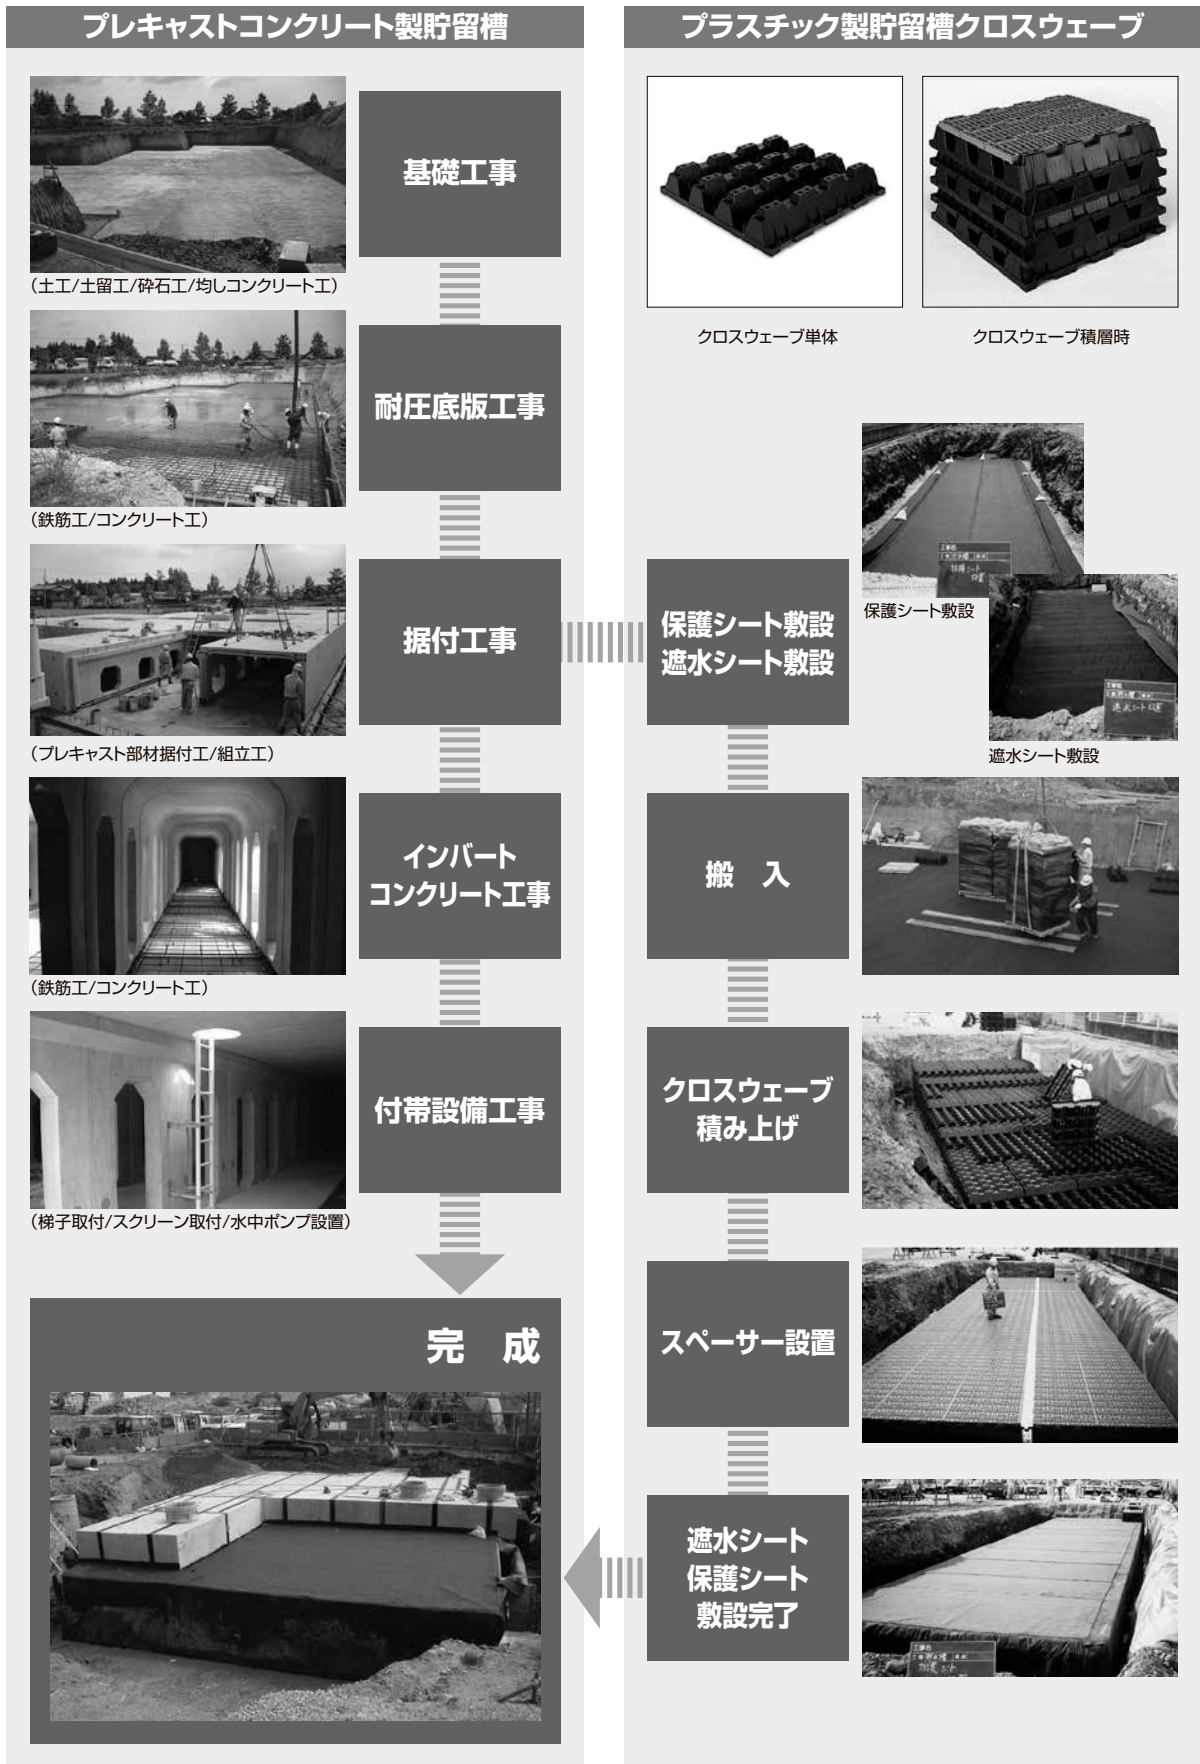 プレキャストコンクリート製貯留槽
基礎工事
(土工/土留工/砕石工/均しコンクリート工)
耐圧底版工事
(鉄筋工/コンクリート工)
据付工事
(プレキャスト部材据付工/組立工)
インバート
コンクリート工事
(鉄筋工/コンクリート工)
付帯設備工事
(梯子取付/スクリーン取付/水中ポンプ設置)
完 成
プラスチック製貯留槽クロスウェーブ
クロスウェーブ単体
クロスウェーブ積層時
保護シート敷設
遮水シート敷設
保護シート敷設
遮水シート敷設
搬 入
クロスウェーブ
積み上げ
スペーサー設置
遮水シート
保護シート
敷設完了